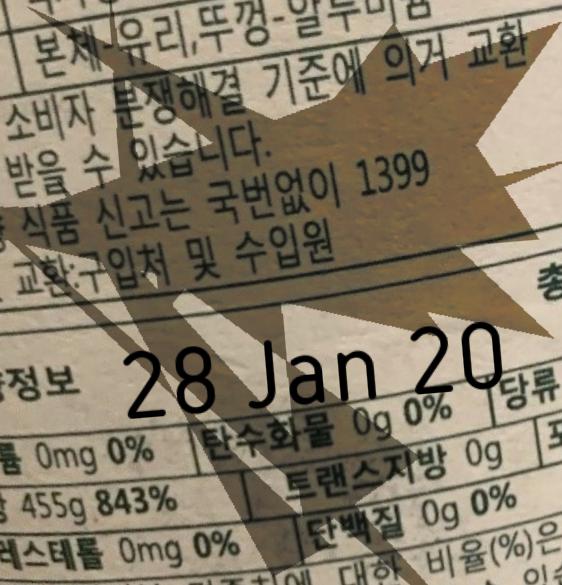 본체-유리,뚜껑-알루미늄
소비자 분쟁해결 기준에 의거 교환
받을 수 있습니다.
식품 신고는 국번없이 1399
교환:구입처 및 수입원
총
28 Jan 20
정보
0mg 0% 탄수화물 0g 0% 당류
455g 843% 트랜스지방 0g
레스테롤 0mg 0% 단백질 0g 0%
대한 비율(%)은